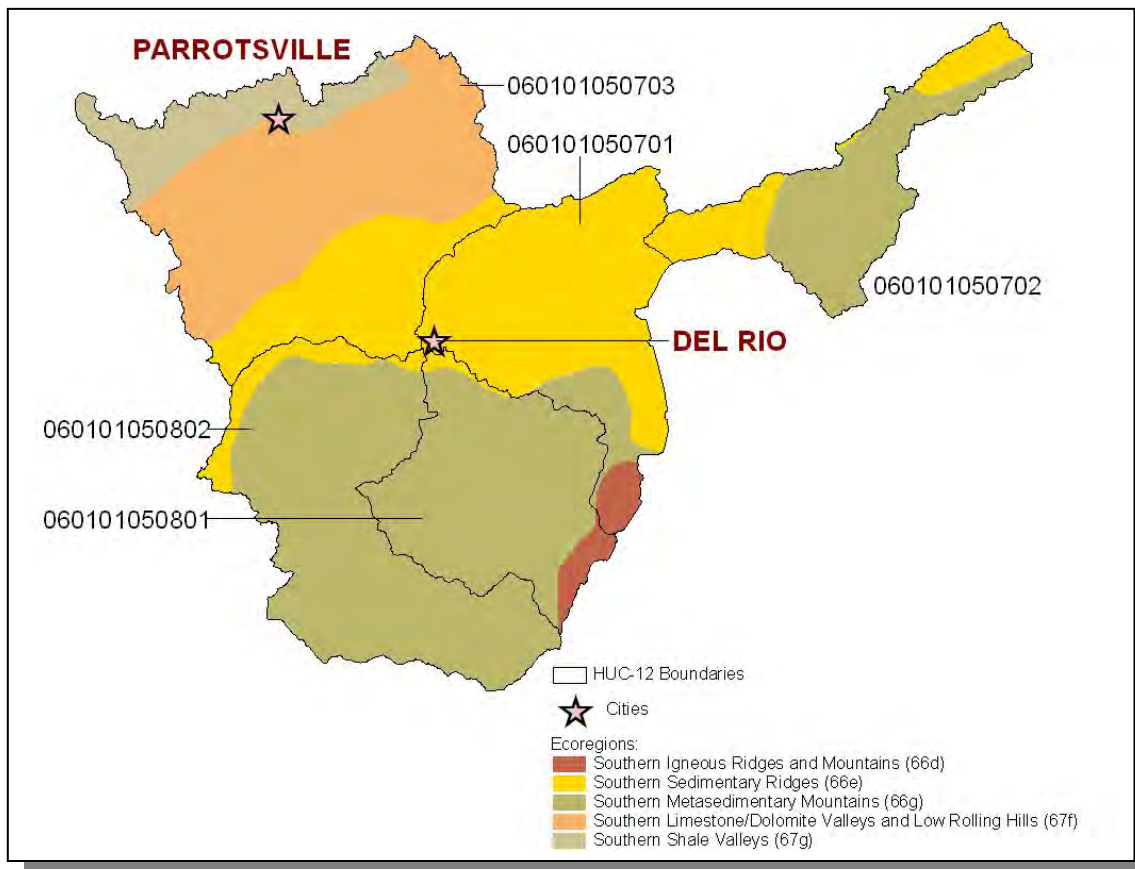 PARROTSVILLE
060101050703
060101050701
060101050702
DEL RIO
060101050802
060101050801
HUC-12 Boundaries
Cities
Ecoregions:
Southern Igneous Ridges and Mountains (66d)
Southern Sedimentary Ridges (66e)
Southern Metasedimentary Mountains (66g)
Southern Limestone/Dolomite Valleys and Low Rolling Hills (67f)
Southern Shale Valleys (67g)